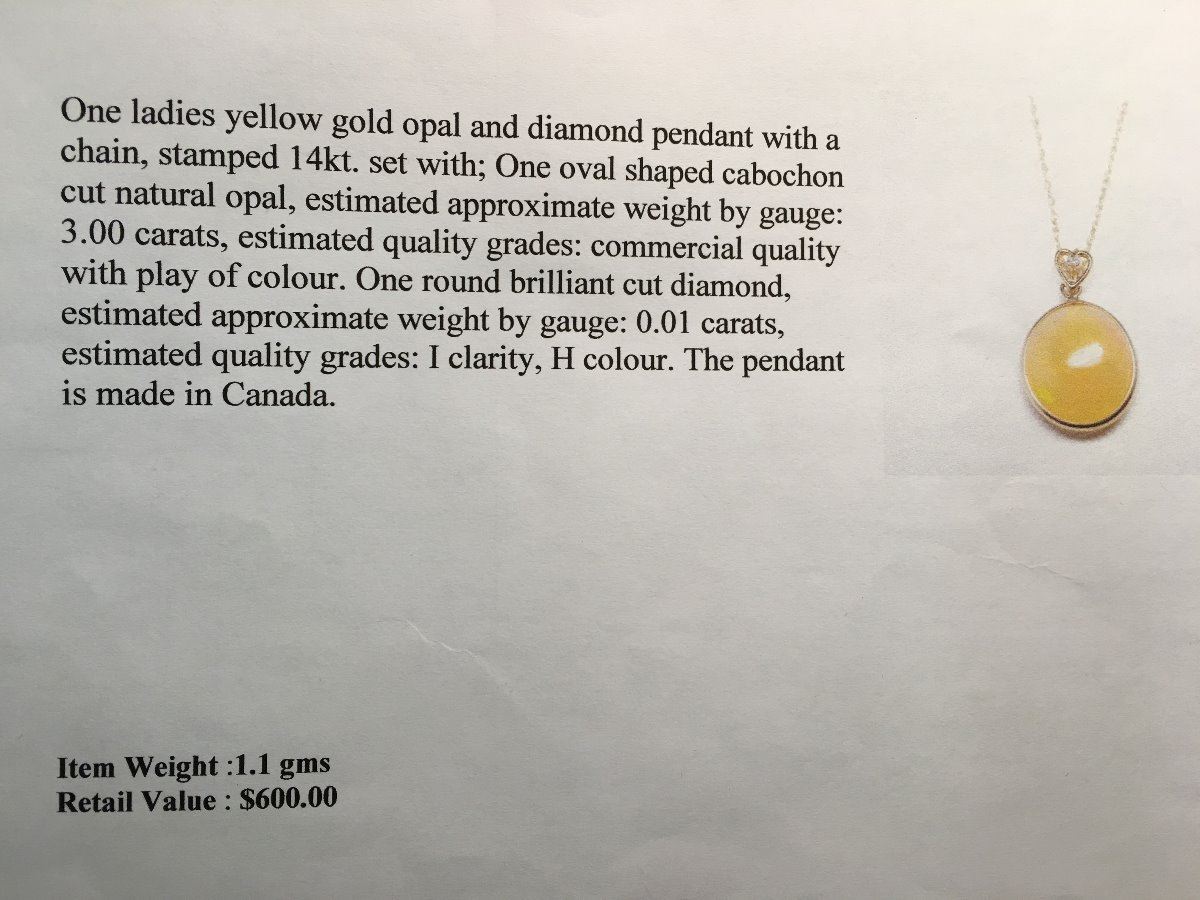 One ladies yellow gold opal and diamond pendant with a
chain, stamped 14kt. set with; One oval shaped cabochon
cut natural opal, estimated approximate weight by gauge:
3.00 carats, estimated quality grades: commercial quality
with play of colour. One round brilliant cut diamond,
estimated approximate weight by gauge: 0.01 carats,
estimated quality grades: I clarity, H colour. The pendant
is made in Canada.
Item Weight :1.1 gms
Retail Value : $600.00